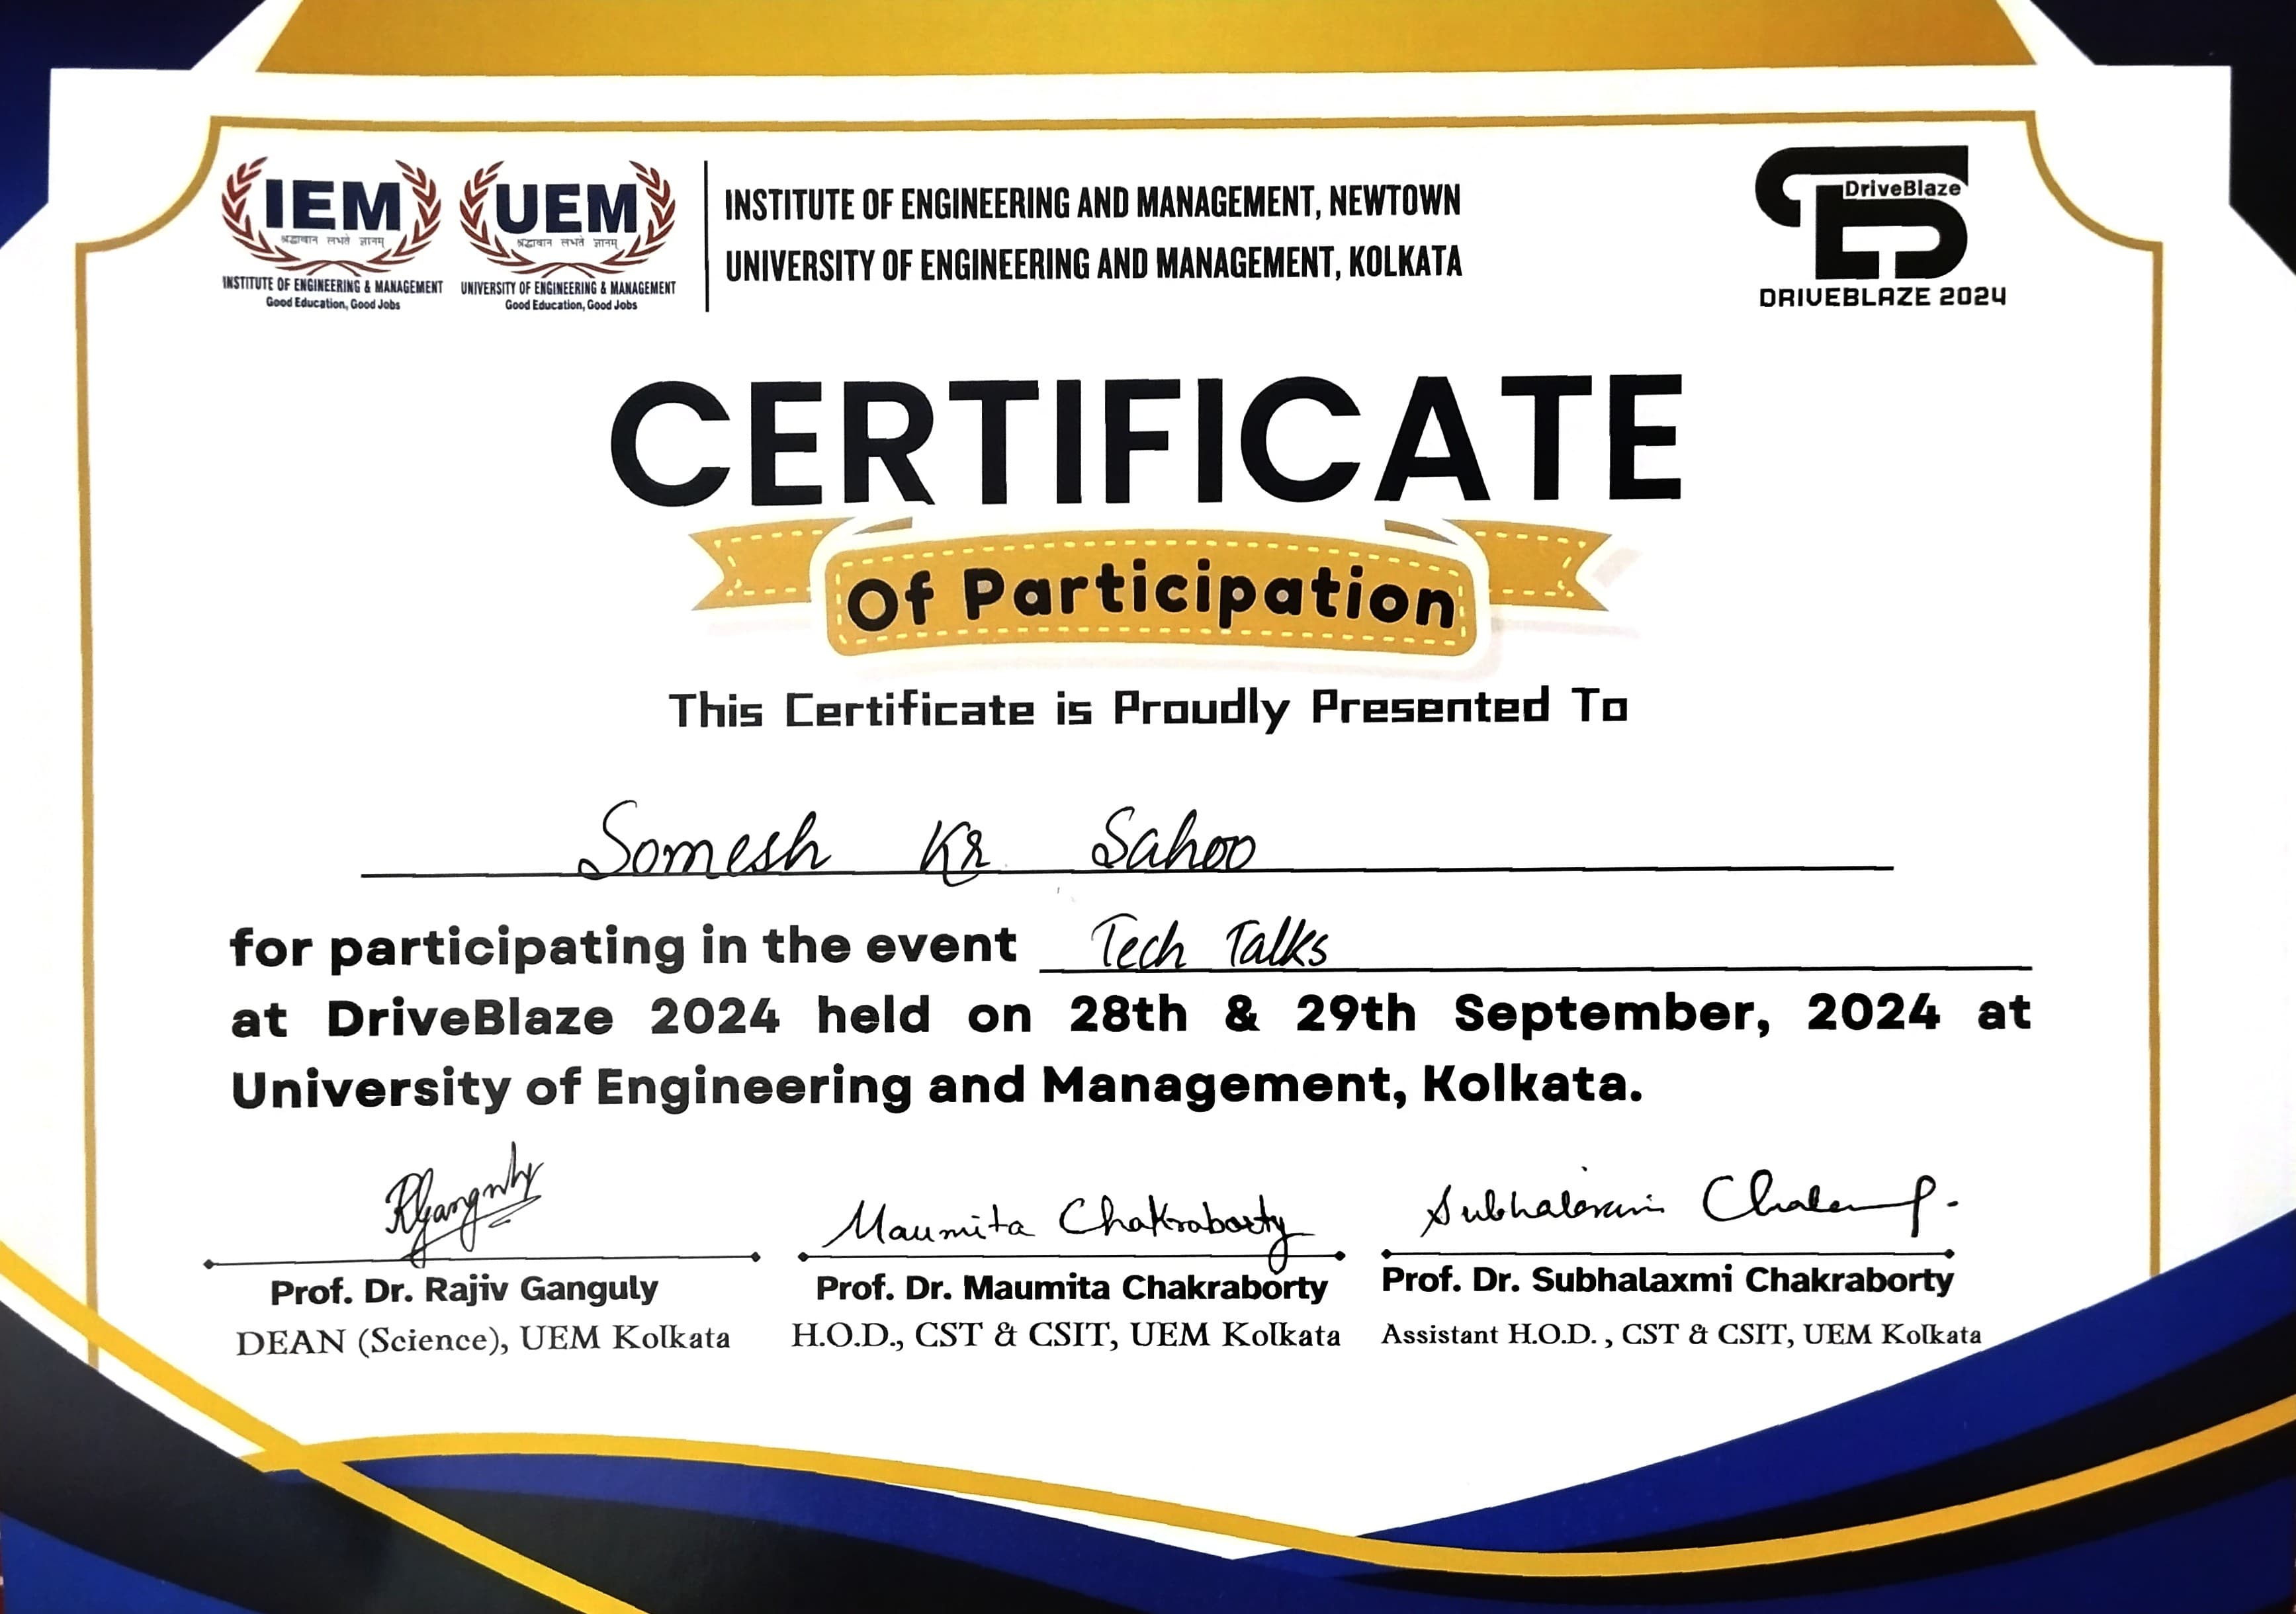 IEM
श्रद्धावान लभते ज्ञानम्
INSTITUTE OF ENGINEERING & MANAGEMENT
Good Education, Good Jobs
UEM
श्रद्धावान लभते ज्ञानम्
UNIVERSITY OF ENGINEERING & MANAGEMENT
Good Education, Good Jobs
INSTITUTE OF ENGINEERING AND MANAGEMENT, NEWTOWN
UNIVERSITY OF ENGINEERING AND MANAGEMENT, KOLKATA
DriveBlaze
DRIVEBLAZE 2024
CERTIFICATE
Of Participation
This Certificate is Proudly Presented To
Somesh Kr Sahoo
for participating in the event Tech Talks
at DriveBlaze 2024 held on 28th & 29th September, 2024 at
University of Engineering and Management, Kolkata.
RGanguly
Maumita Chakraborty
Subhalaxmi
Prof. Dr. Rajiv Ganguly
DEAN (Science), UEM Kolkata
Prof. Dr. Maumita Chakraborty
H.O.D., CST & CSIT, UEM Kolkata
Prof. Dr. Subhalaxmi Chakraborty
Assistant H.O.D. , CST & CSIT, UEM Kolkata